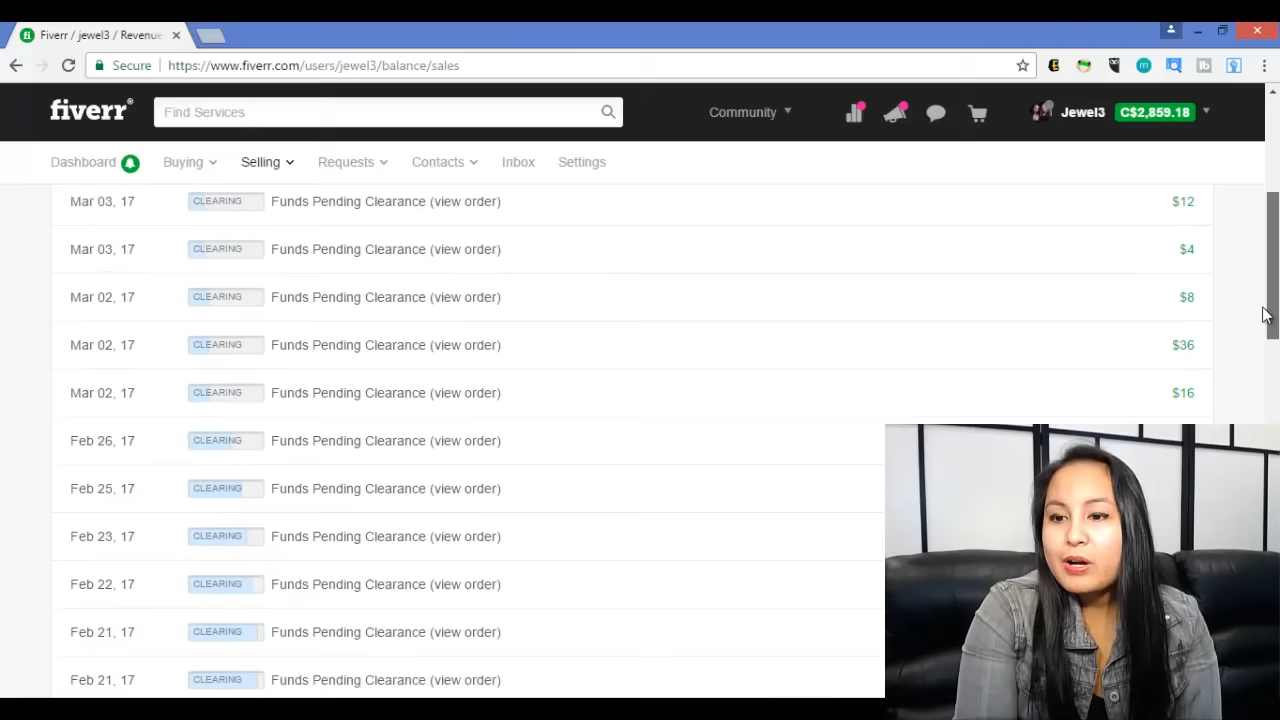 Fiverr / jewel3 / Revenue
Secure https://www.fiverr.com/users/jewel3/balance/sales
fiverr® Find Services Community Jewel3 C$2,859.18
Dashboard Buying Selling Requests Contacts Inbox Settings
Mar 03, 17 CLEARING Funds Pending Clearance (view order) $12
Mar 03, 17 CLEARING Funds Pending Clearance (view order) $4
Mar 02, 17 CLEARING Funds Pending Clearance (view order) $8
Mar 02, 17 CLEARING Funds Pending Clearance (view order) $36
Mar 02, 17 CLEARING Funds Pending Clearance (view order) $16
Feb 26, 17 CLEARING Funds Pending Clearance (view order)
Feb 25, 17 CLEARING Funds Pending Clearance (view order)
Feb 23, 17 CLEARING Funds Pending Clearance (view order)
Feb 22, 17 CLEARING Funds Pending Clearance (view order)
Feb 21, 17 CLEARING Funds Pending Clearance (view order)
Feb 21, 17 CLEARING Funds Pending Clearance (view order)